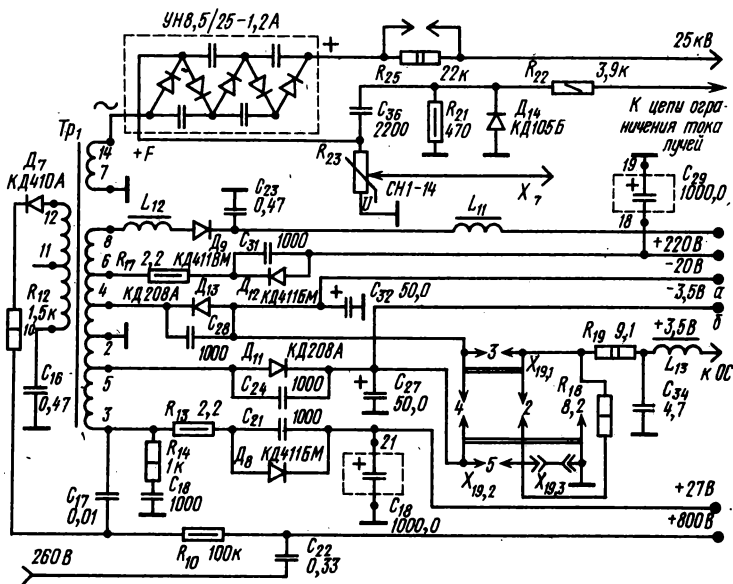 УН8,5/25-1,2А
+
25кВ
R25
22к
R22
3,9к
C36
2200
R21
470
Д14
КД105Б
К цепи огра-
ничения тока
лучей
~
Тр1
14
7
+F
R23
СН1-14
U
X7
19
+
C29
1000,0
18
Д7
КД410А
12
11
R12
1,5к
10
C16
0,47
8
6
4
2
5
3
L12
C23
0,47
Д9
КД411ВМ
C31
1000
L11
+220В
-20В
-3,5В
а
б
R17
2,2
КД208А
Д13
Д12
КД411БМ
+
C32
50,0
C28
1000
Д11
КД208А
C24
1000
+
C27
50,0
3
X19,1
4
2
2
5
X19,2
X19,3
R19
9,1
+3,5В
L13
к ОС
R18
8,2
C34
4,7
R13
2,2
C21
1000
R14
1к
C18
1000
Д8
КД411БМ
21
+
C18
1000,0
+27В
+800В
C17
0,01
R10
100к
C22
0,33
260В